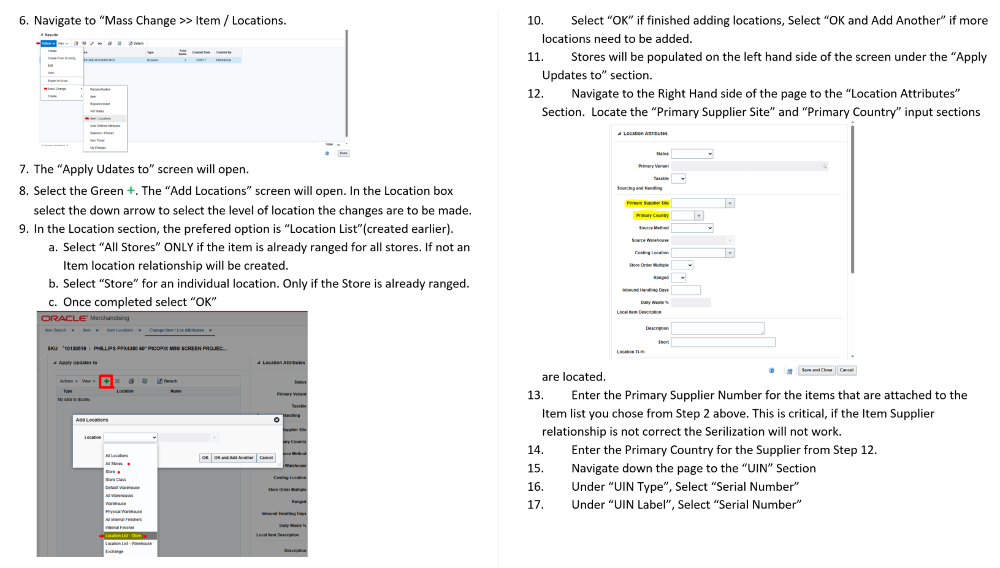 6. Navigate to “Mass Change >> Item / Locations.
Results
Actions View Detach
Create
Create From Existing
Edit
View
Export to Excel
Mass Change
Create
Type Total Items Created Date Created By
STORE MOWERS MTD Dynamic 2 2/16/17 PARKERJE
Reclassification
Item
Replenishment
VAT Rates
Item / Locations
User Defined Attributes
Seasons / Phases
Item Ticket
Up Charges
Total
Done
7. The “Apply Udates to” screen will open.
8. Select the Green +. The “Add Locations” screen will open. In the Location box
select the down arrow to select the level of location the changes are to be made.
9. In the Location section, the prefered option is “Location List”(created earlier).
a. Select “All Stores” ONLY if the item is already ranged for all stores. If not an
Item location relationship will be created.
b. Select “Store” for an individual location. Only if the Store is already ranged.
c. Once completed select “OK”
ORACLE Merchandising
Item Search Item Item Locations Change Item / Loc Attributes
SKU *10130519 | PHILLIPS PPX4350 60" PICOPIX MINI SCREEN PROJEC...
Apply Updates to
Actions View Detach
Type Location Name
No data to display
Add Locations
Location
OK OK and Add Another Cancel
All Locations
All Stores
Store
Store Class
Default Warehouse
All Warehouses
Warehouse
Physical Warehouse
All Internal Finishers
Internal Finisher
Location List - Store
Location List - Warehouse
Exchange
Location Attributes
Status
Primary Variant
Taxable
Handling
Supplier Site
ary Country
urce Method
Warehouse
Costing Location
Store Order Multiple
Ranged
Inbound Handling Days
Daily Waste %
Local Item Description
Description
10. Select “OK” if finished adding locations, Select “OK and Add Another” if more
locations need to be added.
11. Stores will be populated on the left hand side of the screen under the “Apply
Updates to” section.
12. Navigate to the Right Hand side of the page to the “Location Attributes”
Section. Locate the “Primary Supplier Site” and “Primary Country” input sections
Location Attributes
Status
Primary Variant
Taxable
Sourcing and Handling
Primary Supplier Site
Primary Country
Source Method
Source Warehouse
Costing Location
Store Order Multiple
Ranged
Inbound Handling Days
Daily Waste %
Local Item Description
Description
Short
Location Ti-Hi
Save and Close Cancel
are located.
13. Enter the Primary Supplier Number for the items that are attached to the
Item list you chose from Step 2 above. This is critical, if the Item Supplier
relationship is not correct the Serilization will not work.
14. Enter the Primary Country for the Supplier from Step 12.
15. Navigate down the page to the “UIN” Section
16. Under “UIN Type”, Select “Serial Number”
17. Under “UIN Label”, Select “Serial Number”